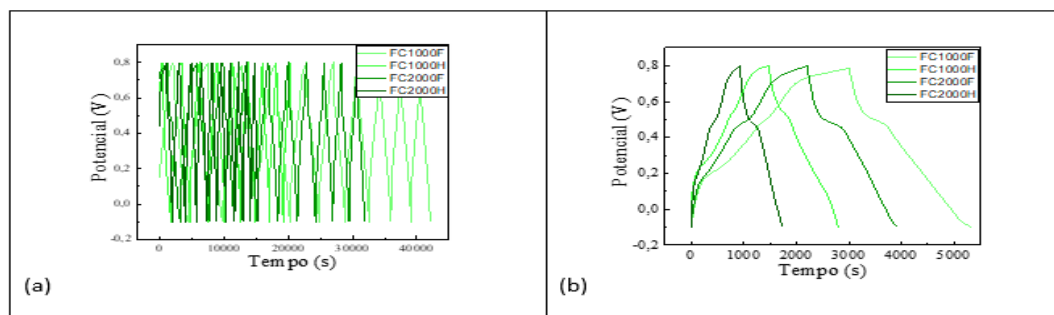 FC1000F
FC1000H
FC2000F
FC2000H
0,8
0,6
0,4
0,2
0,0
-0,2
Potencial (V)
0 10000 20000 30000 40000
Tempo (s)
(a)
FC1000F
FC1000H
FC2000F
FC2000H
0,8
0,6
0,4
0,2
0,0
-0,2
Potencial (V)
0 1000 2000 3000 4000 5000
Tempo (s)
(b)